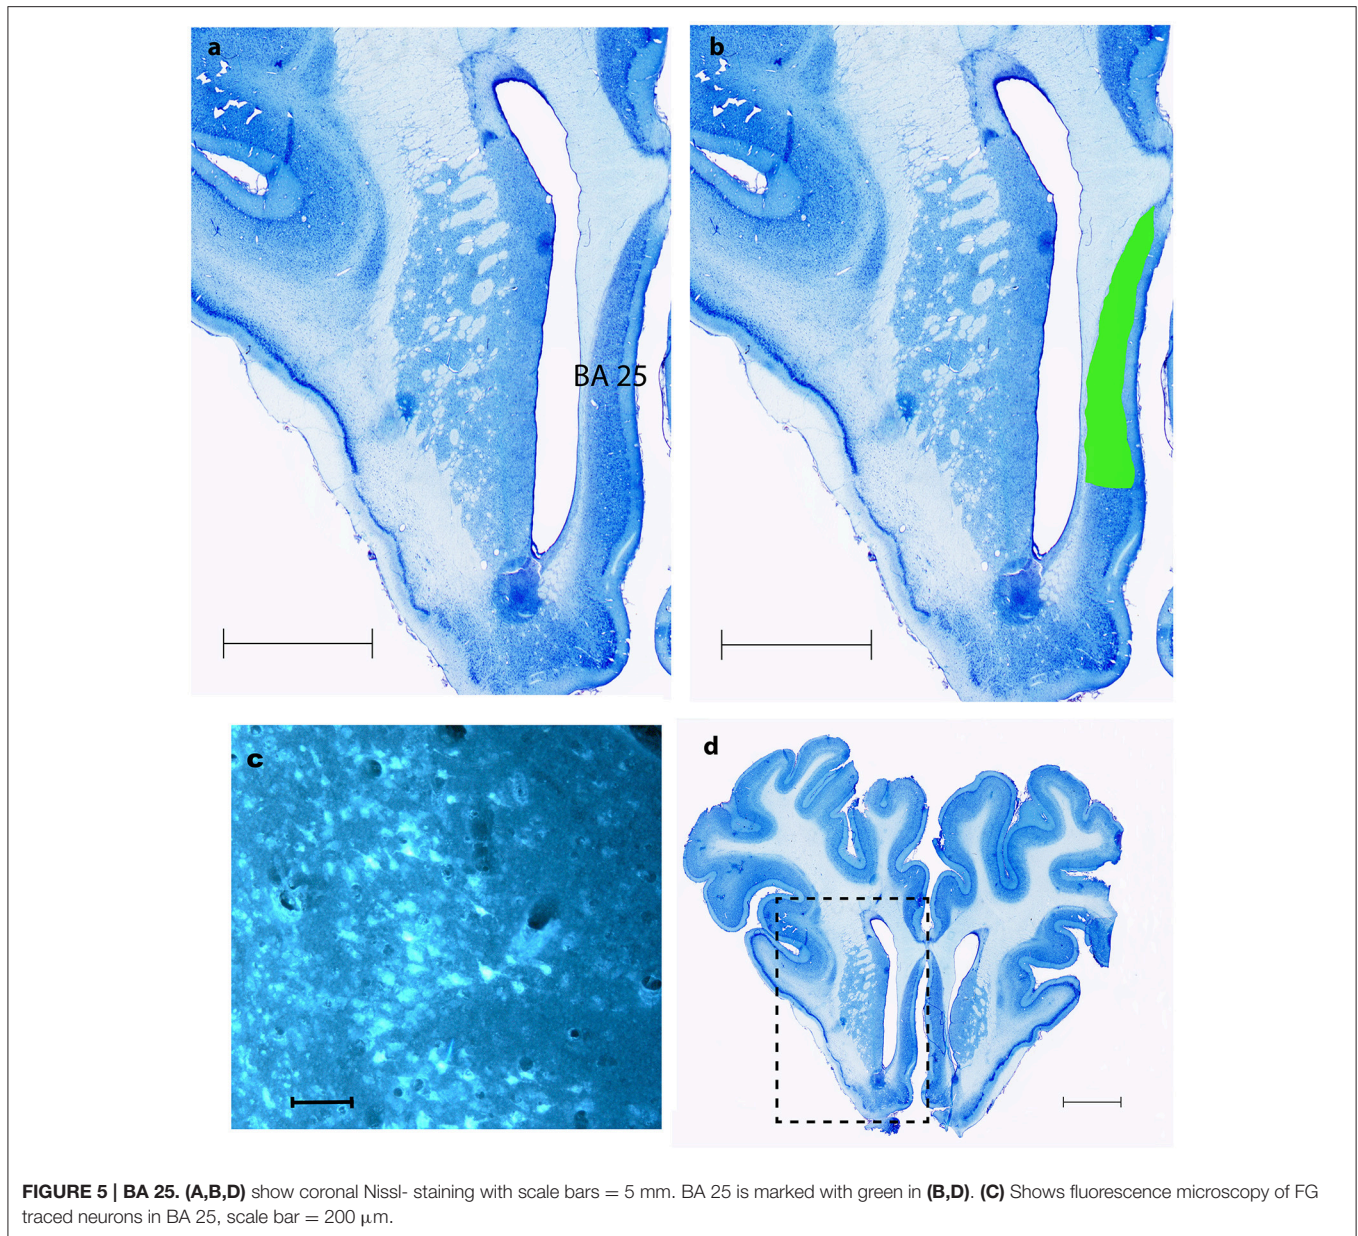 a
b
BA 25
c
d
FIGURE 5 | BA 25. (A,B,D) show coronal Nissl- staining with scale bars = 5 mm. BA 25 is marked with green in (B,D). (C) Shows fluorescence microscopy of FG
traced neurons in BA 25, scale bar = 200 μm.